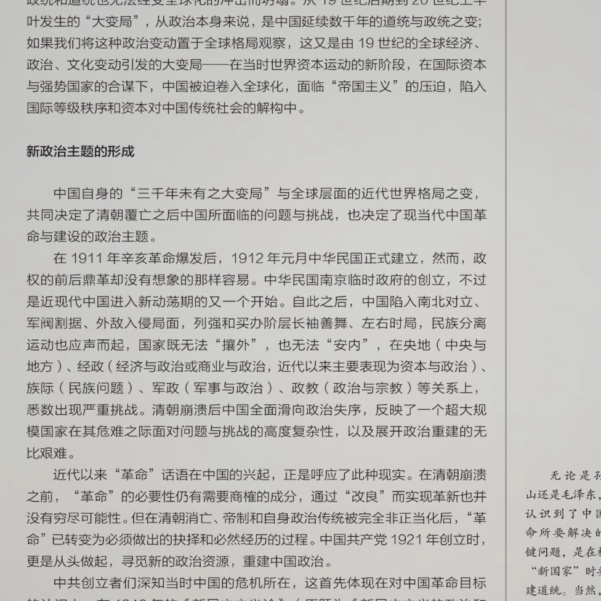 叶发生的“大变局”，从政治本身来说，是中国延续数千年的道统与政统之变；
如果我们将这种政治变动置于全球格局观察，这又是由 19 世纪的全球经济、
政治、文化变动引发的大变局——在当时世界资本运动的新阶段，在国际资本
与强势国家的合谋下，中国被迫卷入全球化，面临“帝国主义”的压迫，陷入
国际等级秩序和资本对中国传统社会的解构中。
新政治主题的形成
中国自身的“三千年未有之大变局”与全球层面的近代世界格局之变，
共同决定了清朝覆亡之后中国所面临的问题与挑战，也决定了现当代中国革
命与建设的政治主题。
在 1911 年辛亥革命爆发后，1912 年元月中华民国正式建立，然而，政
权的前后鼎革却没有想象的那样容易。中华民国南京临时政府的创立，不过
是近现代中国进入新动荡期的又一个开始。自此之后，中国陷入南北对立、
军阀割据、外敌入侵局面，列强和买办阶层长袖善舞、左右时局，民族分离
运动也应声而起，国家既无法“攘外”，也无法“安内”，在央地（中央与
地方）、经政（经济与政治或商业与政治，近代以来主要表现为资本与政治）、
族际（民族问题）、军政（军事与政治）、政教（政治与宗教）等关系上，
悉数出现严重挑战。清朝崩溃后中国全面滑向政治失序，反映了一个超大规
模国家在其危难之际面对问题与挑战的高度复杂性，以及展开政治重建的无
比艰难。
近代以来“革命”话语在中国的兴起，正是呼应了此种现实。在清朝崩溃
之前，“革命”的必要性仍有需要商榷的成分，通过“改良”而实现革新也并
没有穷尽可能性。但在清朝消亡、帝制和自身政治传统被完全非正当化后，“革
命”已转变为必须做出的抉择和必然经历的过程。中国共产党 1921 年创立时，
更是从头做起，寻觅新的政治资源，重建中国政治。
中共创立者们深知当时中国的危机所在，这首先体现在对中国革命目标
无论是孙
山还是毛泽东，
认识到了中国
命所要解决的
键问题，是在
“新国家”时
建道统。当然，